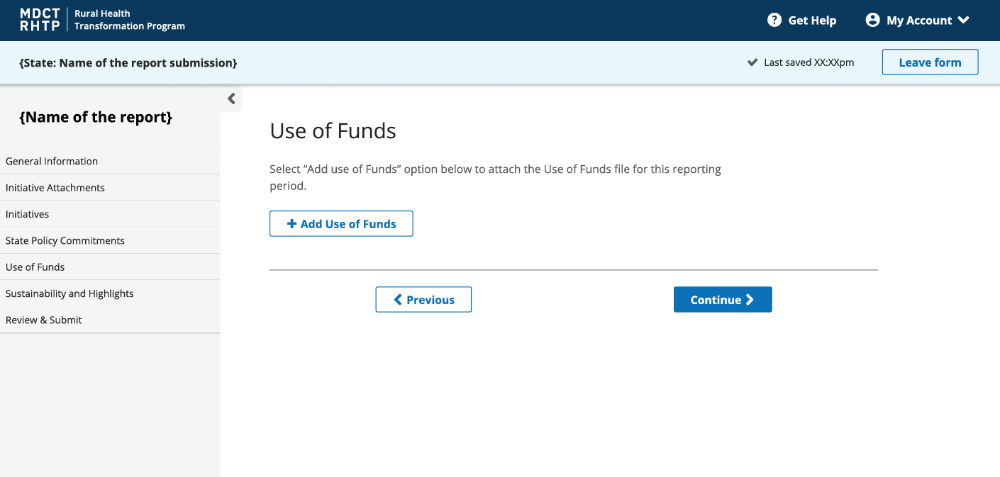 MDCT
RHTP
Rural Health
Transformation Program
Get Help
My Account
{State: Name of the report submission}
Last saved XX:XXpm
Leave form
{Name of the report}
General Information
Initiative Attachments
Initiatives
State Policy Commitments
Use of Funds
Sustainability and Highlights
Review & Submit
Use of Funds
Select “Add use of Funds” option below to attach the Use of Funds file for this reporting
period.
Add Use of Funds
Previous
Continue